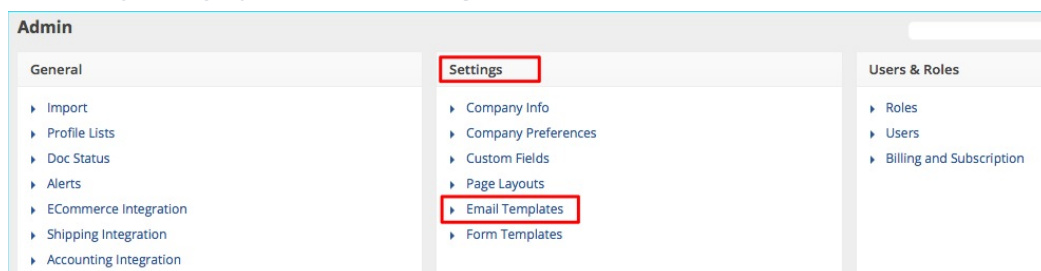 Admin
General
Import
Profile Lists
Doc Status
Alerts
ECommerce Integration
Shipping Integration
Accounting Integration
Settings
Company Info
Company Preferences
Custom Fields
Page Layouts
Email Templates
Form Templates
Users & Roles
Roles
Users
Billing and Subscription